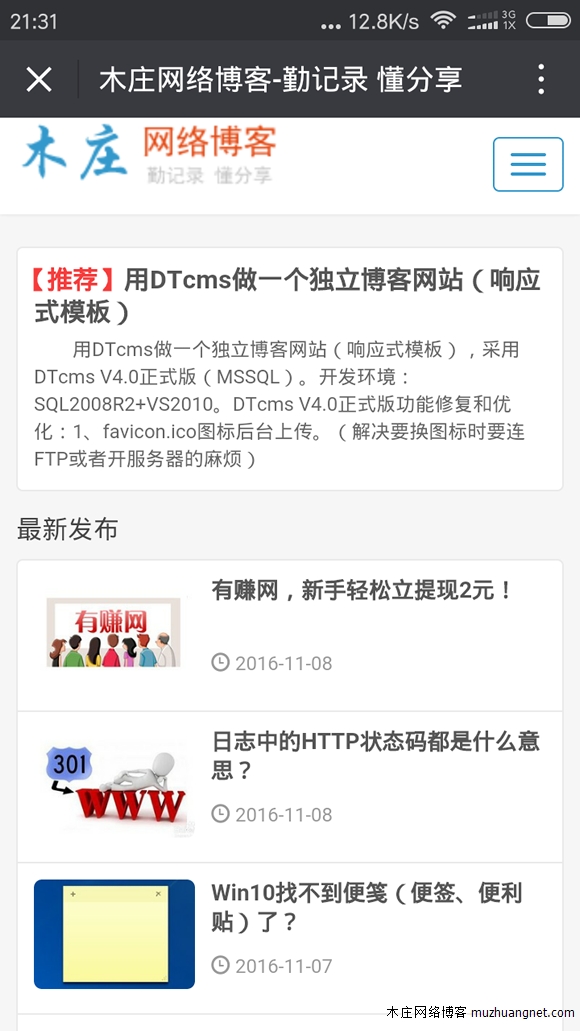 21:31
... 12.8K/s 3G 1X
木庄网络博客-勤记录 懂分享
木庄 网络博客
勤记录 懂分享
【推荐】用DTcms做一个独立博客网站（响应
式模板）
用DTcms做一个独立博客网站（响应式模板），采用
DTcms V4.0正式版（MSSQL）。开发环境：
SQL2008R2+VS2010。DTcms V4.0正式版功能修复和优
化：1、favicon.ico图标后台上传。（解决要换图标时要连
FTP或者开服务器的麻烦）
最新发布
有赚网
有赚网，新手轻松立提现2元！
2016-11-08
301
WWW
日志中的HTTP状态码都是什么意
思？
2016-11-08
Win10找不到便笺（便签、便利
贴）了？
2016-11-07
木庄网络博客 muzhuangnet.com